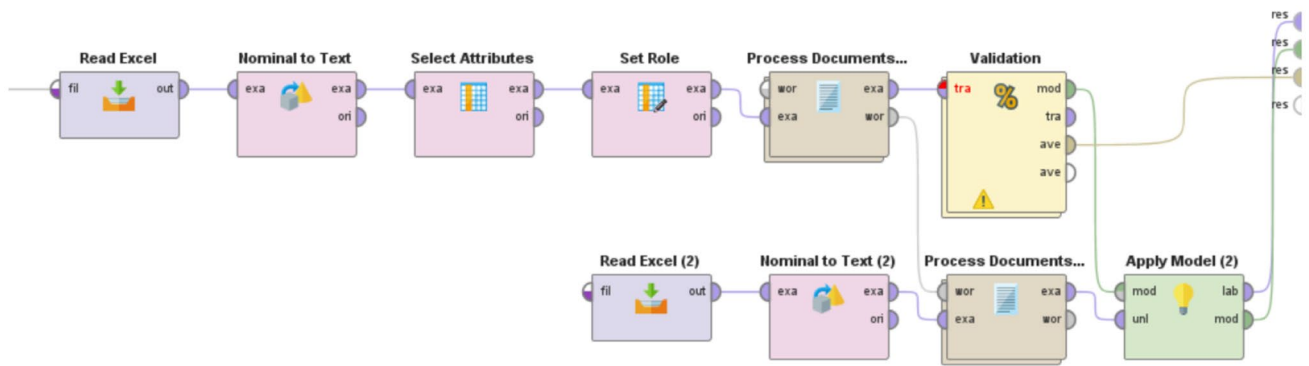 res
res
res
res
Read Excel
fil out
Nominal to Text
exa exa
ori
Select Attributes
exa exa
ori
Set Role
exa exa
ori
Process Documents...
wor exa
exa wor
Validation
tra mod
tra
ave
ave
Read Excel (2)
fil out
Nominal to Text (2)
exa exa
ori
Process Documents...
wor exa
exa wor
Apply Model (2)
mod lab
unl mod